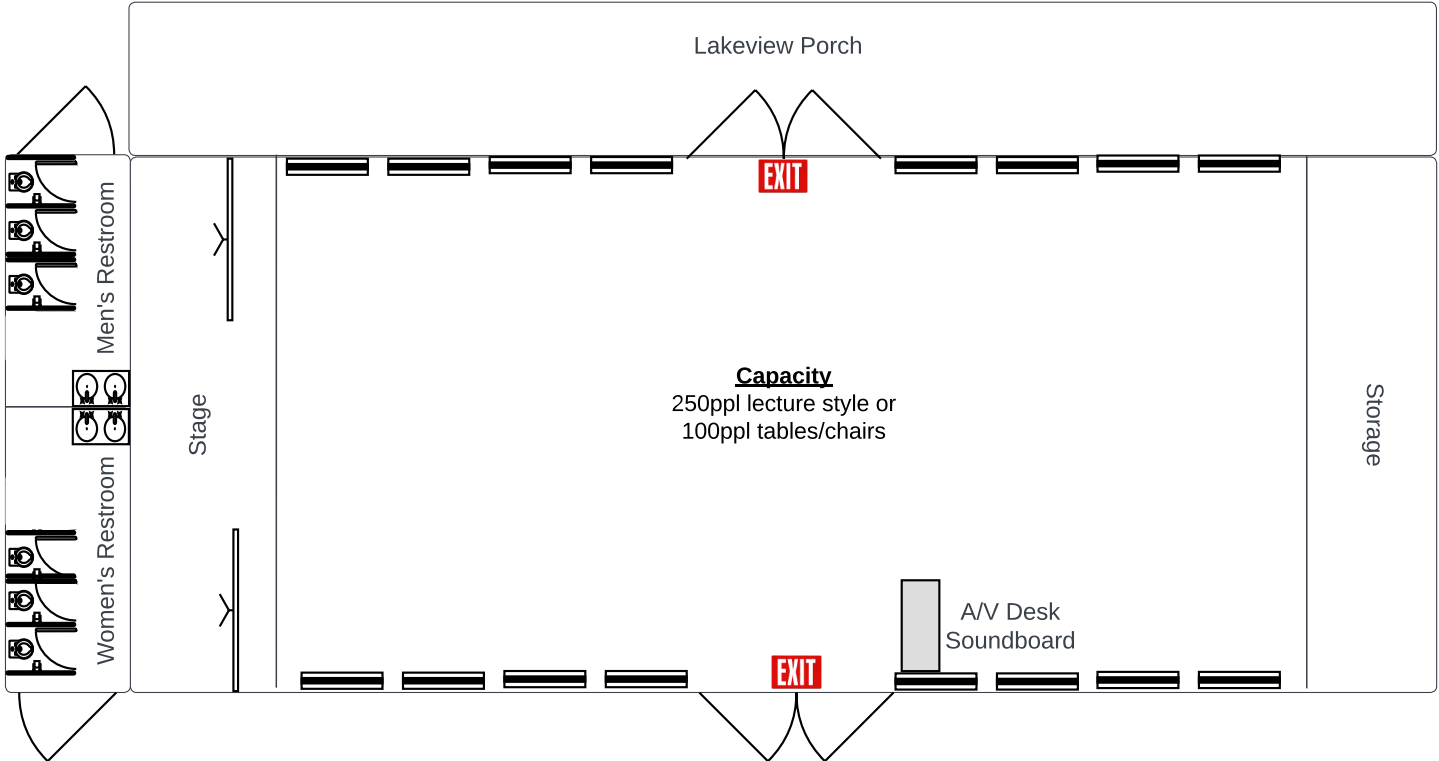 Lakeview Porch
EXIT
Men's Restroom
Capacity
250ppl lecture style or
100ppl tables/chairs
Stage
Storage
Women's Restroom
A/V Desk
Soundboard
EXIT